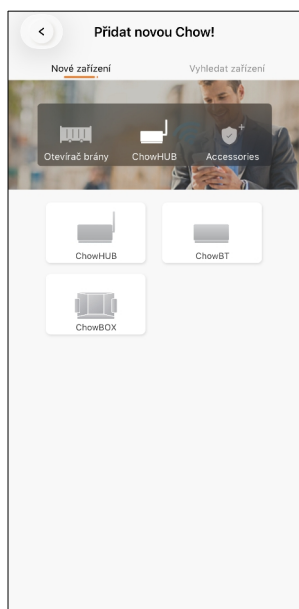 Přidat novou Chow!
Nové zařízení
Vyhledat zařízení
Otevírač brány
ChowHUB
Accessories
ChowHUB
ChowBT
ChowBOX